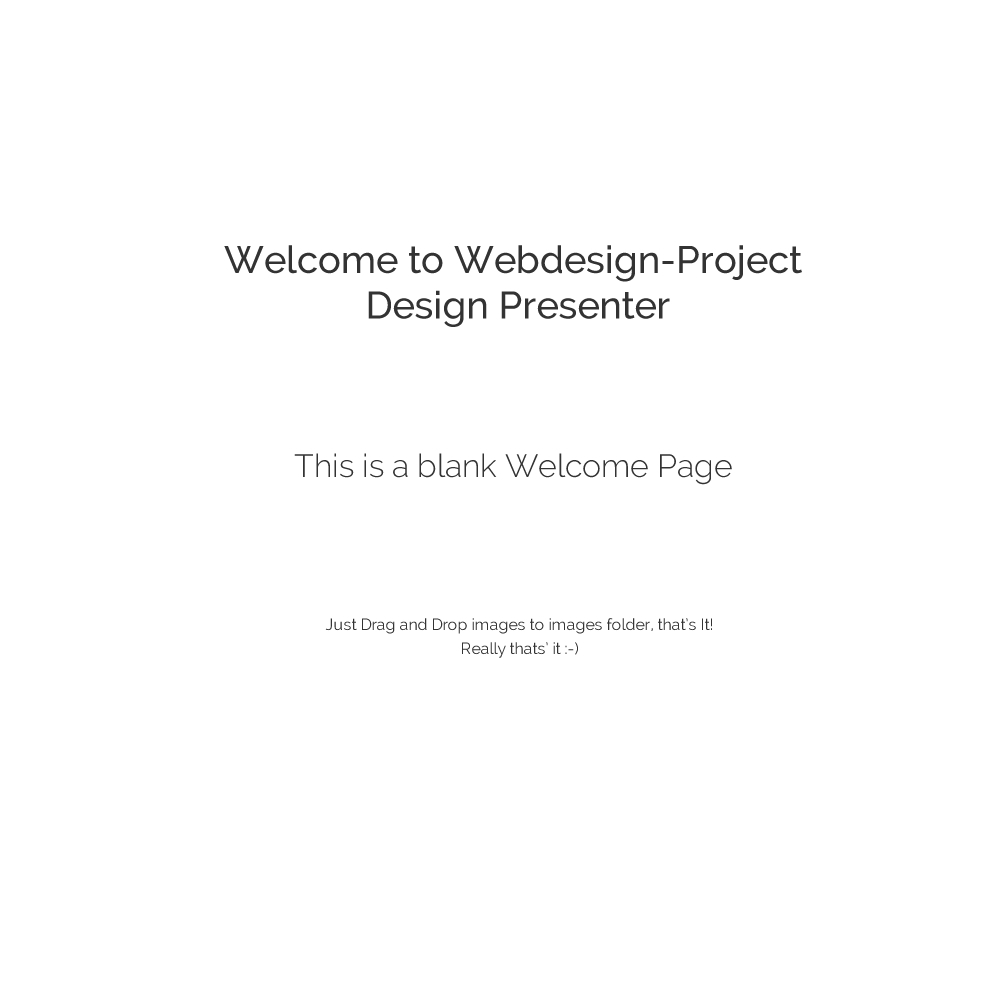 Welcome to Webdesign-Project
Design Presenter
This is a blank Welcome Page
Just Drag and Drop images to images folder, that's It!
Really thats' it :-)